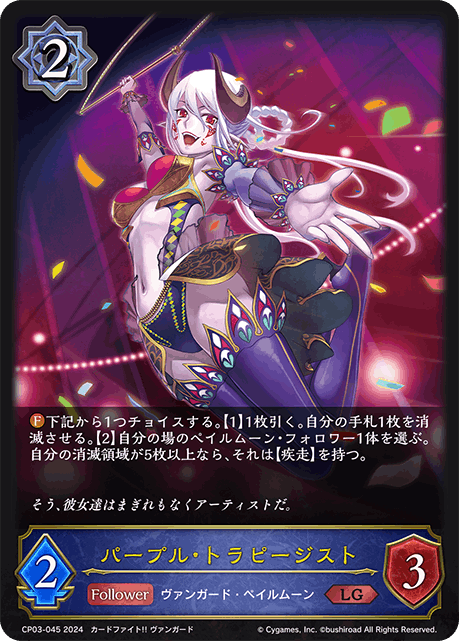 2
Ⓕ下記から1つチョイスする。【1】1枚引く。自分の手札1枚を消
滅させる。【2】自分の場のペイルムーン・フォロワー1体を選ぶ。
自分の消滅領域が5枚以上なら、それは【疾走】を持つ。
そう、彼女達はまぎれもなくアーティストだ。
パープル・トラピージスト
2
Follower ヴァンガード・ペイルムーン LG
3
CP03-045 2024 カードファイト!! ヴァンガード © Cygames, Inc. ©bushiroad All Rights Reserved.